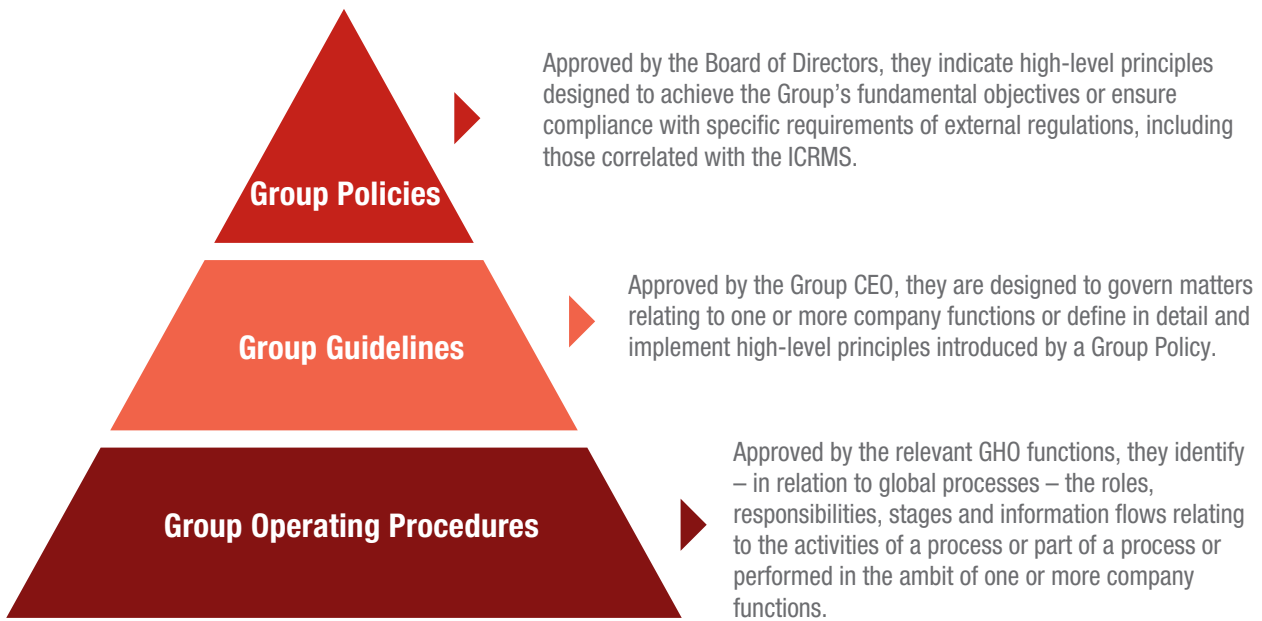 Approved by the Board of Directors, they indicate high-level principles
designed to achieve the Group's fundamental objectives or ensure
compliance with specific requirements of external regulations, including
those correlated with the ICRMS.
Group Policies
Approved by the Group CEO, they are designed to govern matters
relating to one or more company functions or define in detail and
implement high-level principles introduced by a Group Policy.
Group Guidelines
Approved by the relevant GHO functions, they identify
– in relation to global processes – the roles,
responsibilities, stages and information flows relating
to the activities of a process or part of a process or
performed in the ambit of one or more company
functions.
Group Operating Procedures